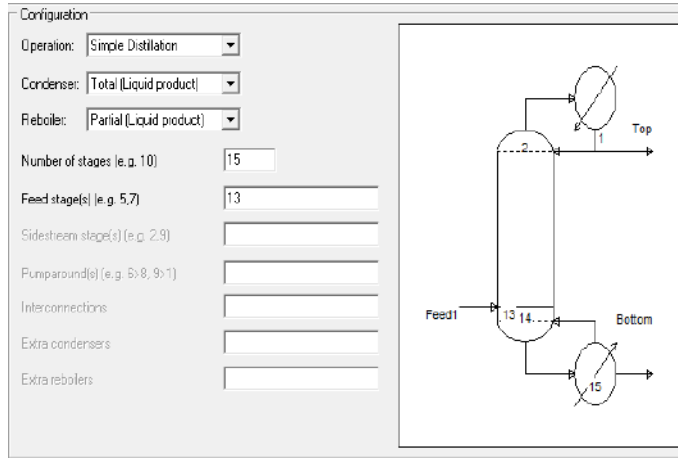 Configuration
Operation: Simple Distillation
Condenser: Total (Liquid product)
Reboiler: Partial (Liquid product)
Number of stages (e.g. 10) 15
Feed stage(s) (e.g. 5,7) 13
Sidestream stage(s) (e.g. 2,9)
Pumparound(s) (e.g. 6>8, 9>1)
Interconnections
Extra condensers
Extra reboilers
1
Top
2
Feed1
13
14
Bottom
15